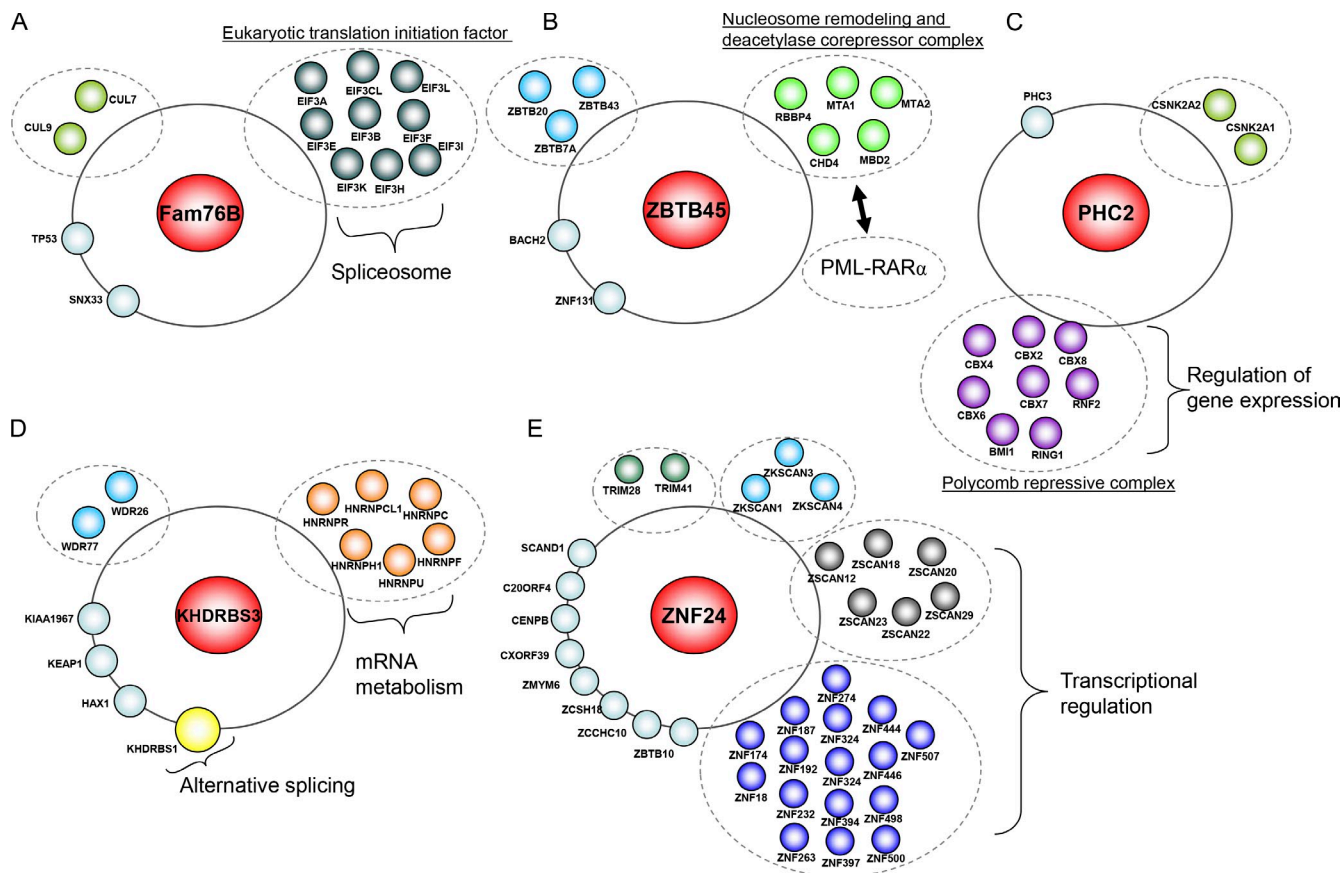 A
Eukaryotic translation initiation factor
CUL7
CUL9
EIF3A
EIF3CL
EIF3L
EIF3E
EIF3B
EIF3F
EIF3I
EIF3K
EIF3H
Fam76B
TP53
SNX33
Spliceosome
B
Nucleosome remodeling and
deacetylase corepressor complex
ZBTB20
ZBTB43
ZBTB7A
RBBP4
MTA1
MTA2
CHD4
MBD2
ZBTB45
BACH2
ZNF131
PML-RARα
C
PHC3
CSNK2A2
CSNK2A1
PHC2
CBX4
CBX2
CBX8
CBX6
CBX7
RNF2
BMI1
RING1
Regulation of
gene expression
Polycomb repressive complex
D
WDR26
WDR77
HNRNPR
HNRNPCL1
HNRNPC
HNRNPH1
HNRNPU
HNRNPF
KHDRBS3
KIAA1967
KEAP1
HAX1
KHDRBS1
mRNA
metabolism
Alternative splicing
E
TRIM28
TRIM41
ZKSCAN3
ZKSCAN1
ZKSCAN4
SCAND1
C20ORF4
CENPB
CXORF39
ZMYM6
ZCSH18
ZCCHC10
ZBTB10
ZNF24
ZSCAN12
ZSCAN18
ZSCAN20
ZSCAN23
ZSCAN22
ZSCAN29
ZNF274
ZNF187
ZNF324
ZNF444
ZNF174
ZNF507
ZNF192
ZNF324
ZNF446
ZNF18
ZNF232
ZNF394
ZNF498
ZNF263
ZNF397
ZNF500
Transcriptional
regulation